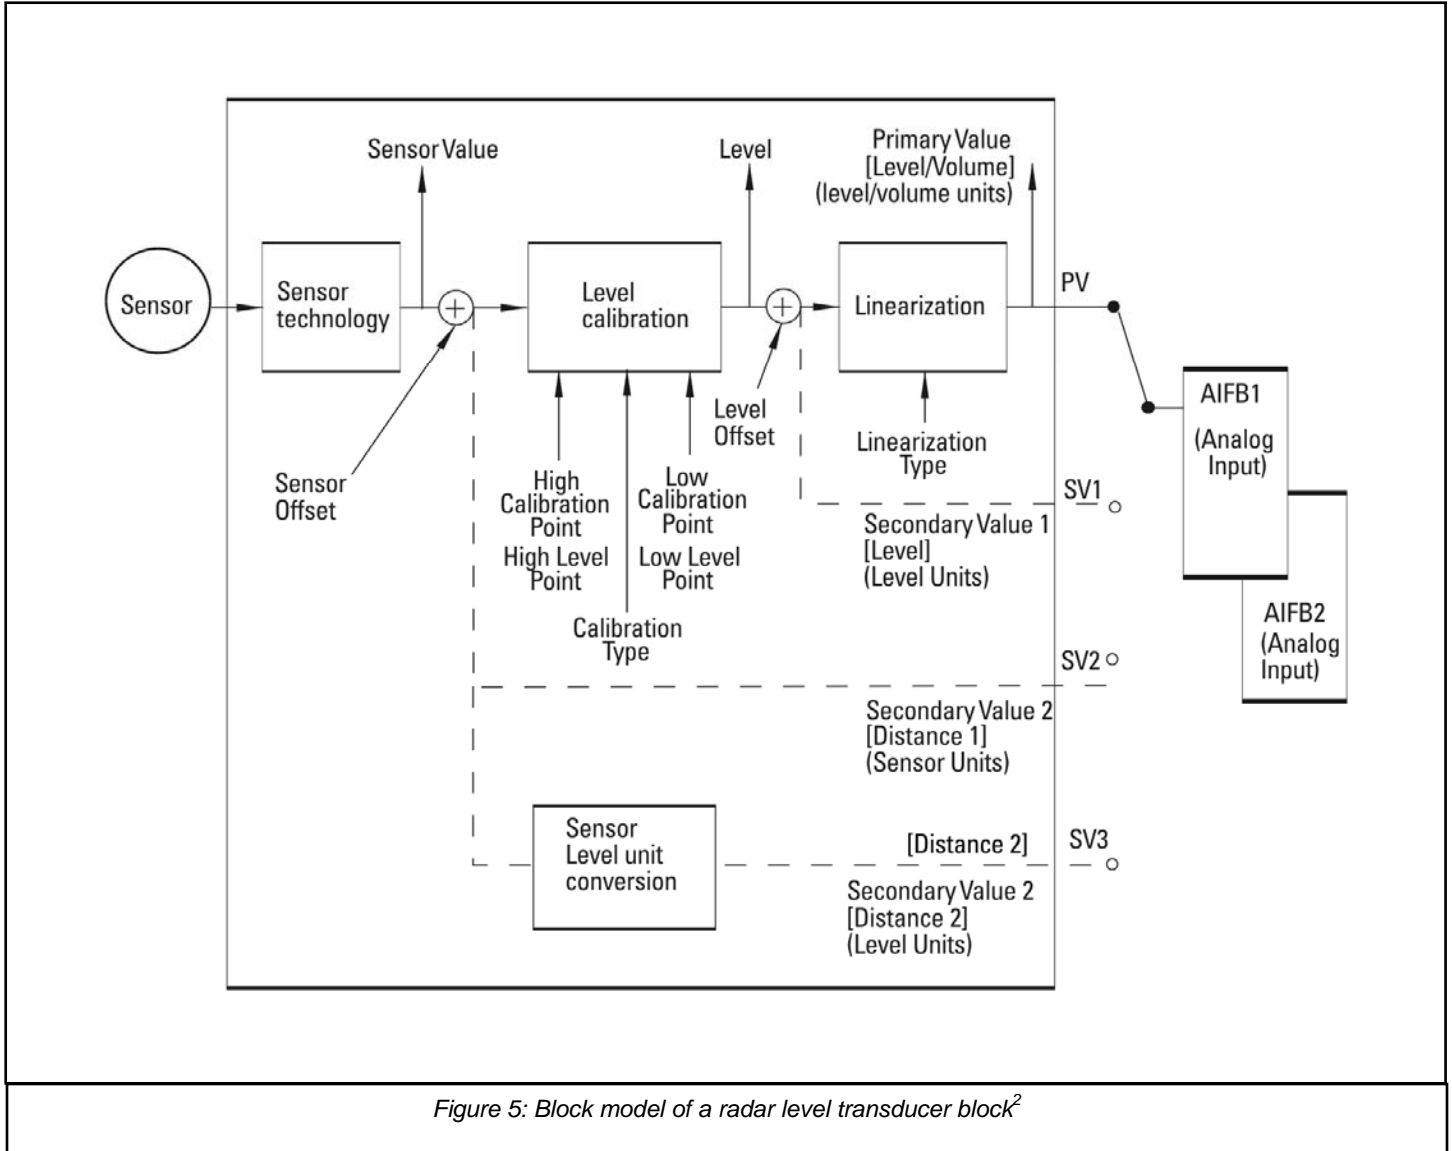 Sensor Value
Level
Primary Value
[Level/Volume]
(level/volume units)
Sensor
Sensor
technology
+
Level
calibration
+
Linearization
PV
Sensor
Offset
High
Calibration
Point
High Level
Point
Low
Calibration
Point
Low Level
Point
Calibration
Type
Level
Offset
Linearization
Type
AIFB1
(Analog
Input)
SV1
Secondary Value 1
[Level]
(Level Units)
AIFB2
(Analog
Input)
SV2
Secondary Value 2
[Distance 1]
(Sensor Units)
Sensor
Level unit
conversion
[Distance 2]
SV3
Secondary Value 2
[Distance 2]
(Level Units)
Figure 5: Block model of a radar level transducer block2